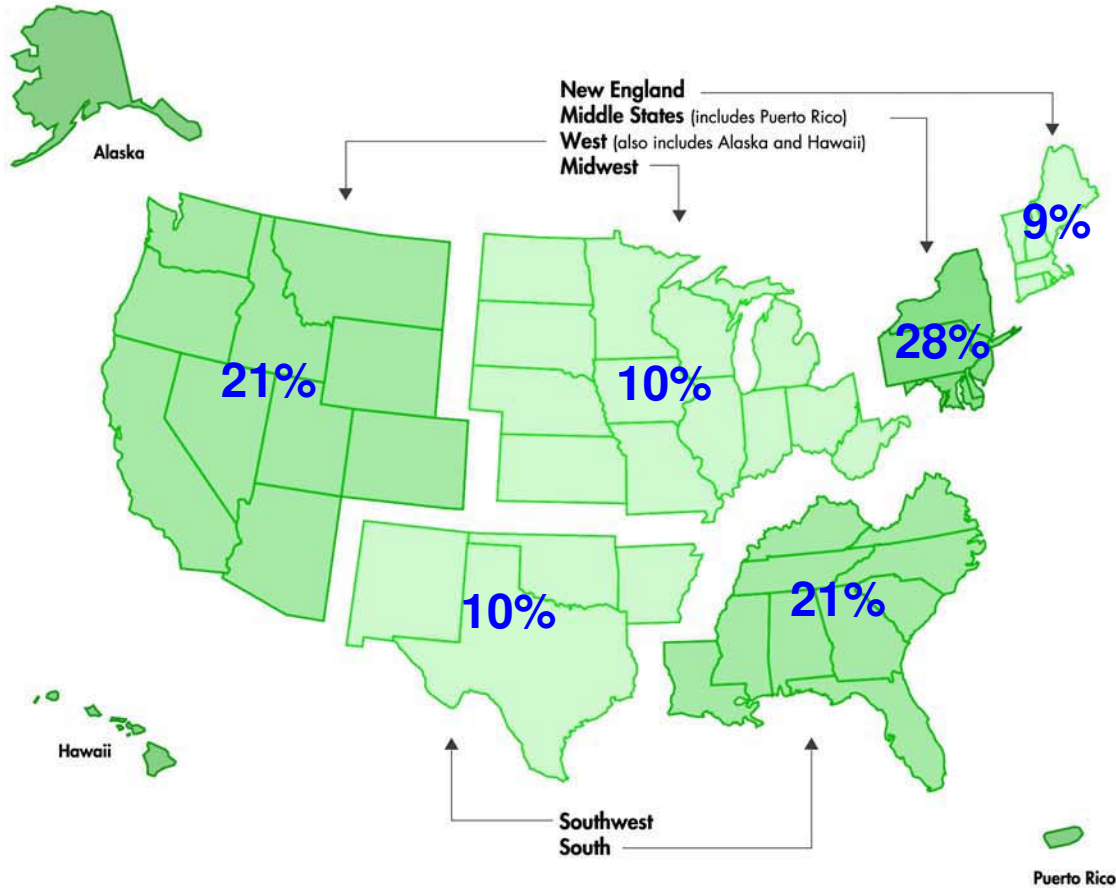 New England
Middle States (includes Puerto Rico)
West (also includes Alaska and Hawaii)
Midwest
Alaska
9%
28%
21%
10%
10%
21%
Hawaii
Southwest
South
Puerto Rico